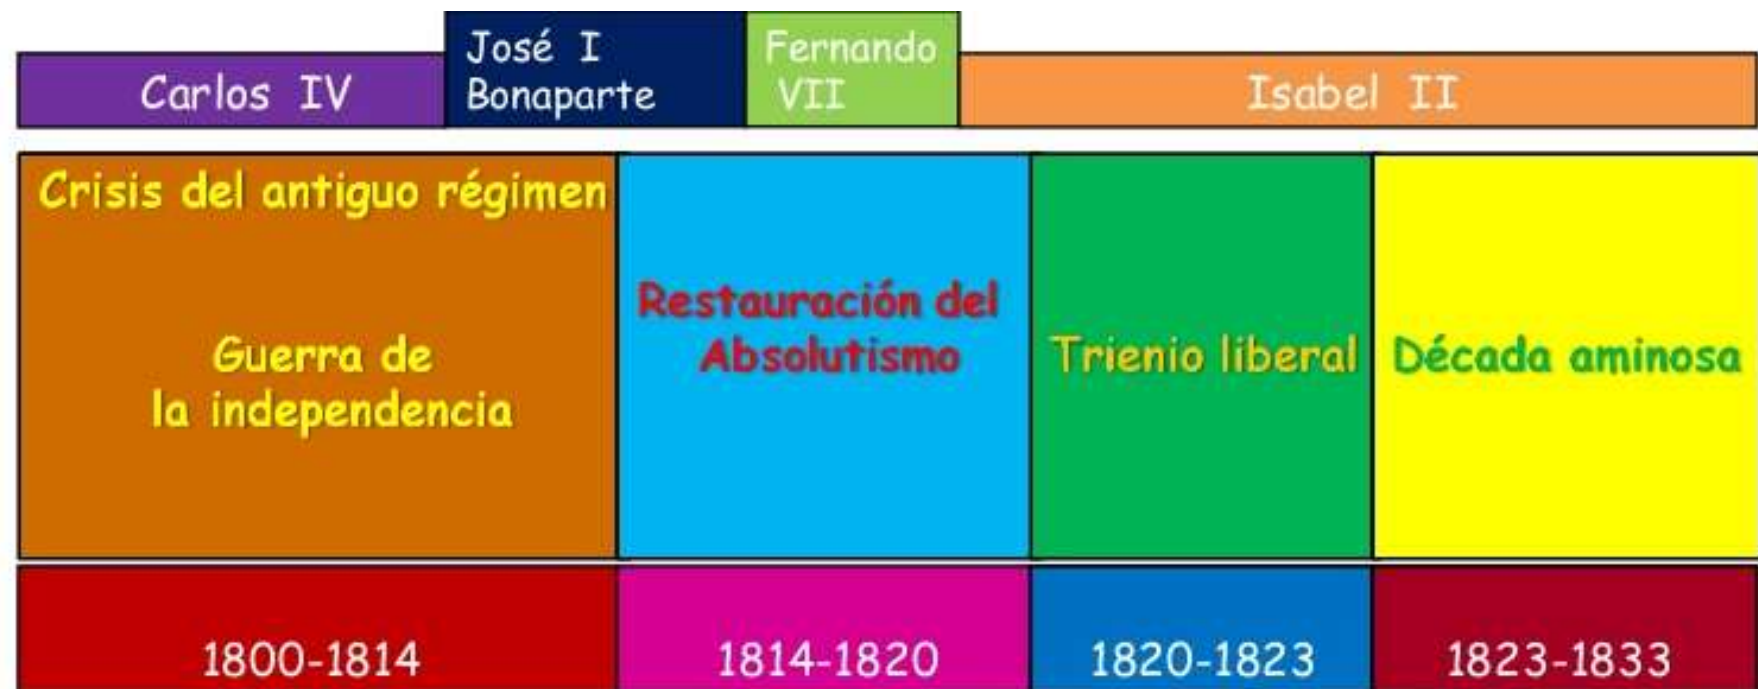 Carlos IV
José I
Bonaparte
Fernando
VII
Isabel II
Crisis del antiguo régimen
Guerra de
la independencia
Restauración del
Absolutismo
Trienio liberal
Década aminosa
1800-1814
1814-1820
1820-1823
1823-1833